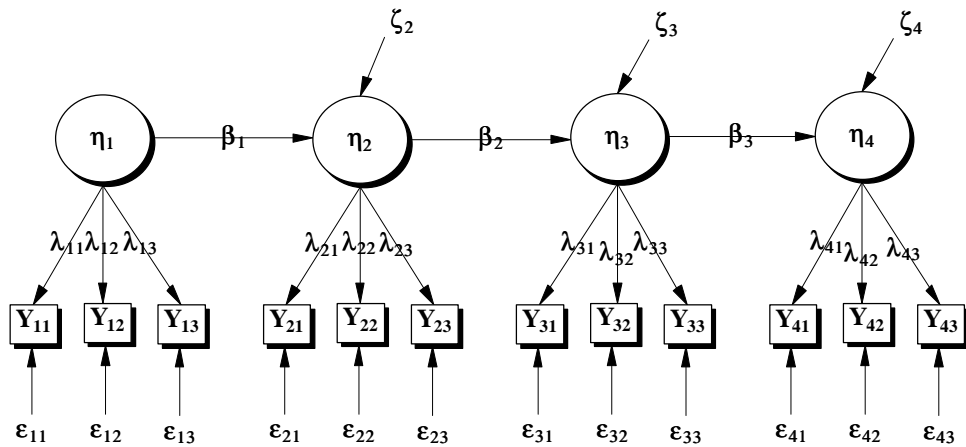 ζ₂ ζ₃ ζ₄
η₁ β₁ η₂ β₂ η₃ β₃ η₄
λ₁₁ λ₁₂ λ₁₃ λ₂₁ λ₂₂ λ₂₃ λ₃₁ λ₃₂ λ₃₃ λ₄₁ λ₄₂ λ₄₃
Y₁₁ Y₁₂ Y₁₃ Y₂₁ Y₂₂ Y₂₃ Y₃₁ Y₃₂ Y₃₃ Y₄₁ Y₄₂ Y₄₃
ε₁₁ ε₁₂ ε₁₃ ε₂₁ ε₂₂ ε₂₃ ε₃₁ ε₃₂ ε₃₃ ε₄₁ ε₄₂ ε₄₃